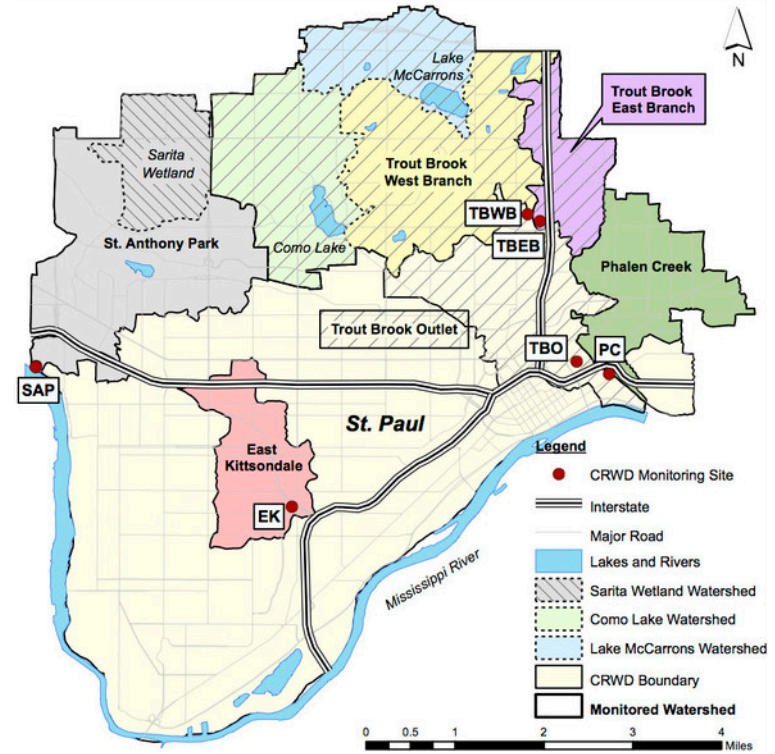 N
Lake
McCarrons
Trout Brook
East Branch
Sarita
Wetland
Trout Brook
West Branch
TBWB
TBEB
St. Anthony Park
Como Lake
Phalen Creek
Trout Brook Outlet
TBO
PC
SAP
St. Paul
East
Kittsondale
EK
Mississippi River
Legend
CRWD Monitoring Site
Interstate
Major Road
Lakes and Rivers
Sarita Wetland Watershed
Como Lake Watershed
Lake McCarrons Watershed
CRWD Boundary
Monitored Watershed
0 0.5 1 2 3 4
Miles